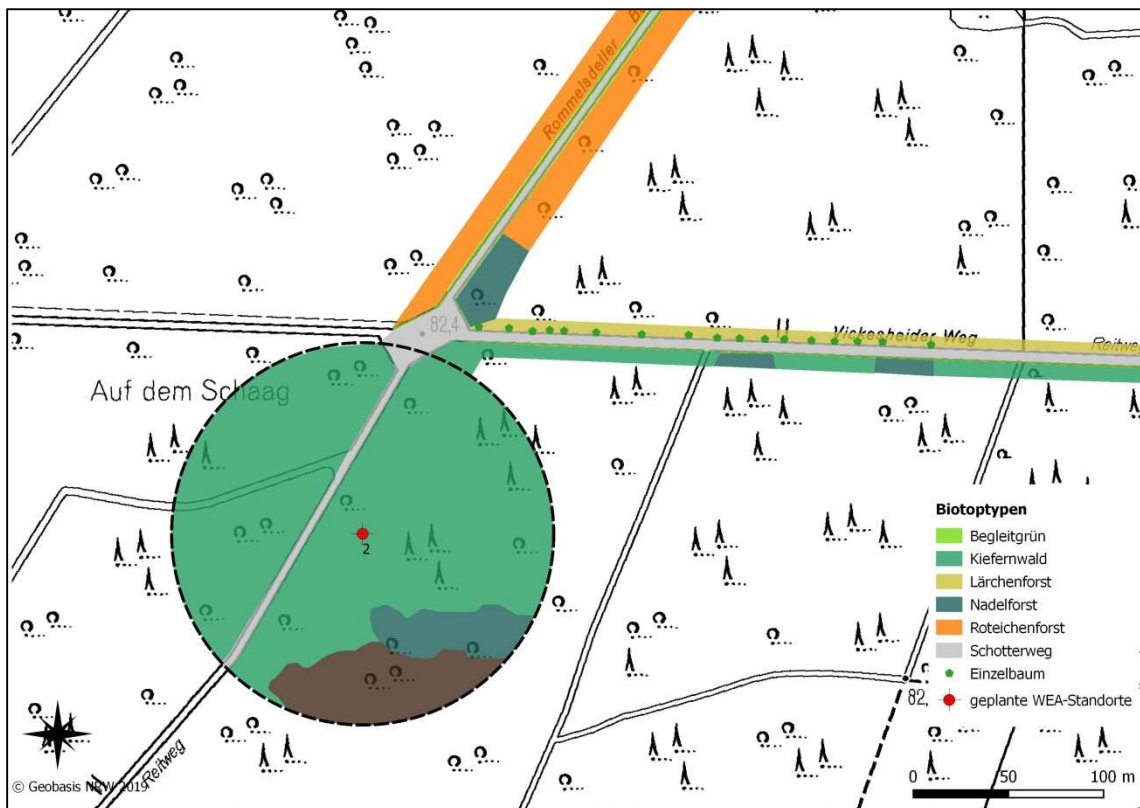 Rommelsdeller
82,4
Vickesheider Weg
Reitweg
Auf dem Schaag
2
Biotoptypen
Begleitgrün
Kiefernwald
Lärchenforst
Nadelforst
Roteichenforst
Schotterweg
Einzelbaum
geplante WEA-Standorte
82,
Reitweg
© Geobasis NRW 2019
0 50 100 m